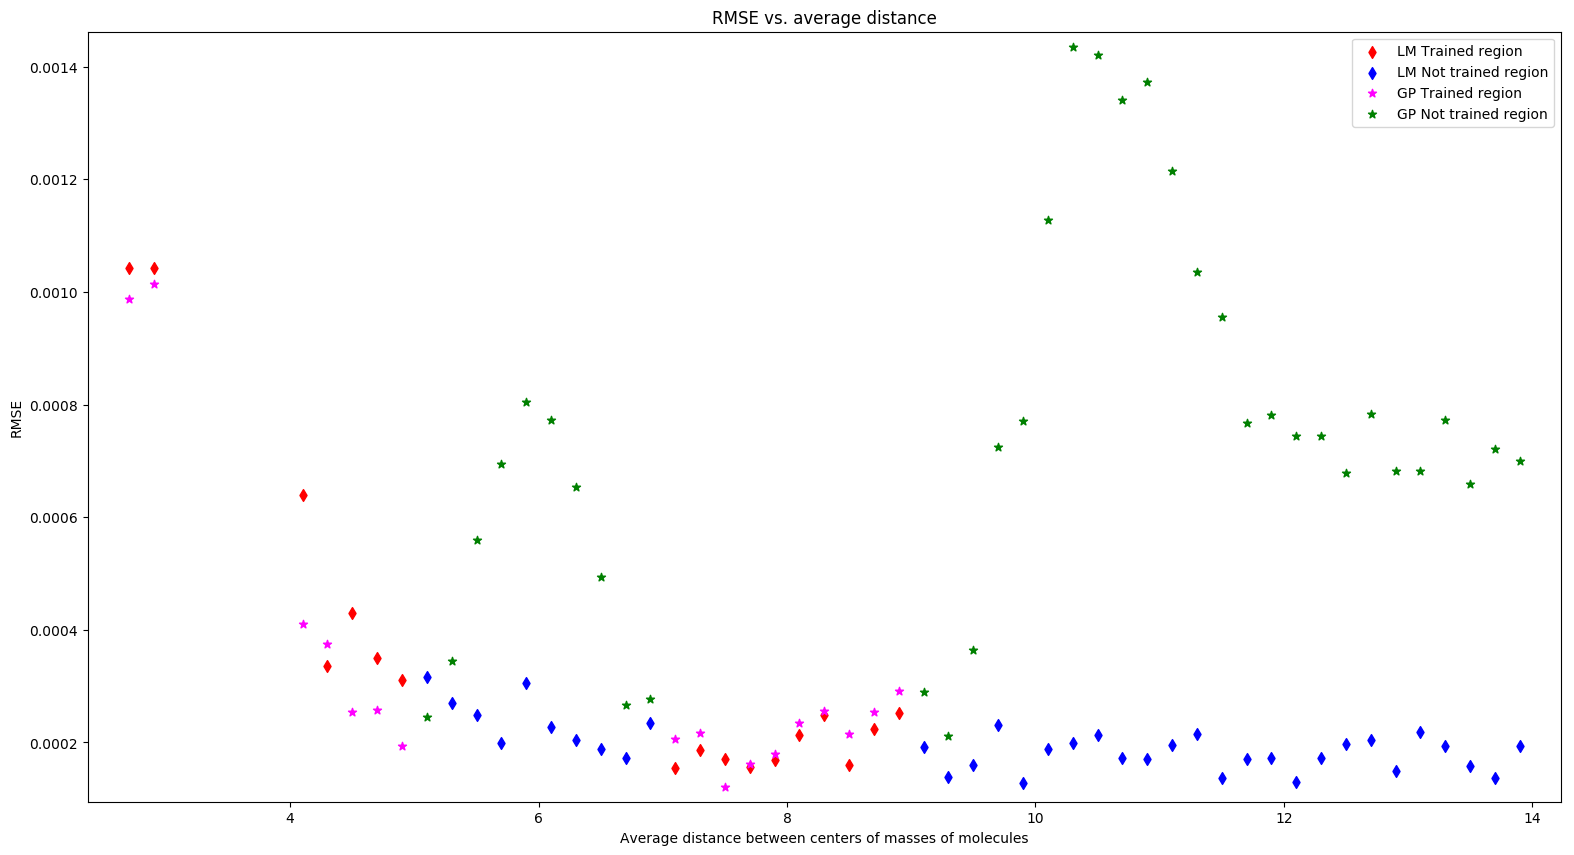 RMSE vs. average distance
LM Trained region
LM Not trained region
GP Trained region
GP Not trained region
0.0014
0.0012
0.0010
0.0008
0.0006
0.0004
0.0002
RMSE
4
6
8
10
12
14
Average distance between centers of masses of molecules